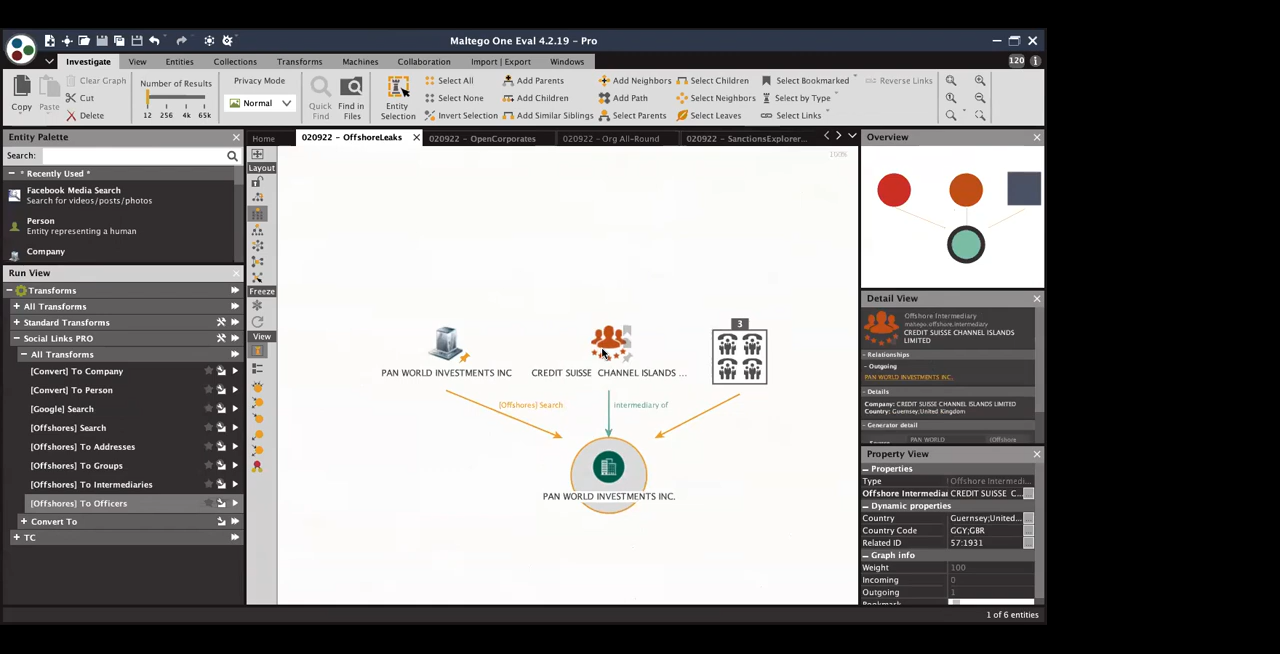 Maltego One Eval 4.2.19 - Pro
Investigate View Entities Collections Transforms Machines Collaboration Import | Export Windows 120
Copy Paste Clear Graph Cut Delete
Number of Results 12 256 4k 65k
Privacy Mode Normal
Quick Find Find in Files Entity Selection
Select All Select None Invert Selection
Add Parents Add Children Add Similar Siblings
Add Neighbors Add Path Select Parents
Select Children Select Neighbors Select Leaves
Select Bookmarked Select by Type Select Links
Reverse Links
Entity Palette
Search:
* Recently Used *
Facebook Media Search
Search for videos/posts/photos
Person
Entity representing a human
Company
Run View
Transforms
All Transforms
Standard Transforms
Social Links PRO
All Transforms
[Convert] To Company
[Convert] To Person
[Google] Search
[Offshores] Search
[Offshores] To Addresses
[Offshores] To Groups
[Offshores] To Intermediaries
[Offshores] To Officers
Convert To
TC
Home 020922 - OffshoreLeaks 020922 - OpenCorporates 020922 - Org All-Round 020922 - SanctionsExplorer...
Layout
Freeze
View
100%
3
PAN WORLD INVESTMENTS INC
CREDIT SUISSE CHANNEL ISLANDS ...
[Offshores] Search
intermediary of
PAN WORLD INVESTMENTS INC.
Overview
Detail View
Offshore Intermediary
maltego.offshore.intermediary
CREDIT SUISSE CHANNEL ISLANDS
LIMITED
Relationships
Outgoing
PAN WORLD INVESTMENTS INC.
Details
Company: CREDIT SUISSE CHANNEL ISLANDS LIMITED
Country: Guernsey;United Kingdom
Generator detail
PAN WORLD (Offshore
Property View
Properties
Type Offshore Intermedi...
Offshore Intermediar CREDIT SUISSE C...
Dynamic properties
Country Guernsey;United...
Country Code GGY;GBR
Related ID 57:1931
Graph info
Weight 100
Incoming 0
Outgoing 1
Bookmark
1 of 6 entities